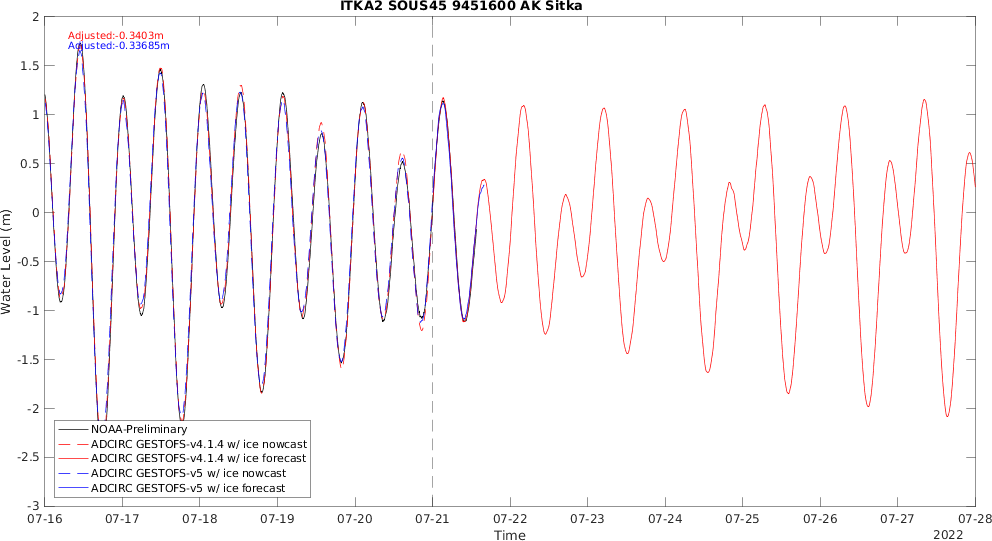 ITKA2 SOUS45 9451600 AK Sitka
Adjusted:-0.3403m
Adjusted:-0.33685m
Water Level (m)
2
1.5
1
0.5
0
-0.5
-1
-1.5
-2
-2.5
-3
NOAA-Preliminary
ADCIRC GESTOFS-v4.1.4 w/ ice nowcast
ADCIRC GESTOFS-v4.1.4 w/ ice forecast
ADCIRC GESTOFS-v5 w/ ice nowcast
ADCIRC GESTOFS-v5 w/ ice forecast
07-16 07-17 07-18 07-19 07-20 07-21 07-22 07-23 07-24 07-25 07-26 07-27 07-28
Time
2022